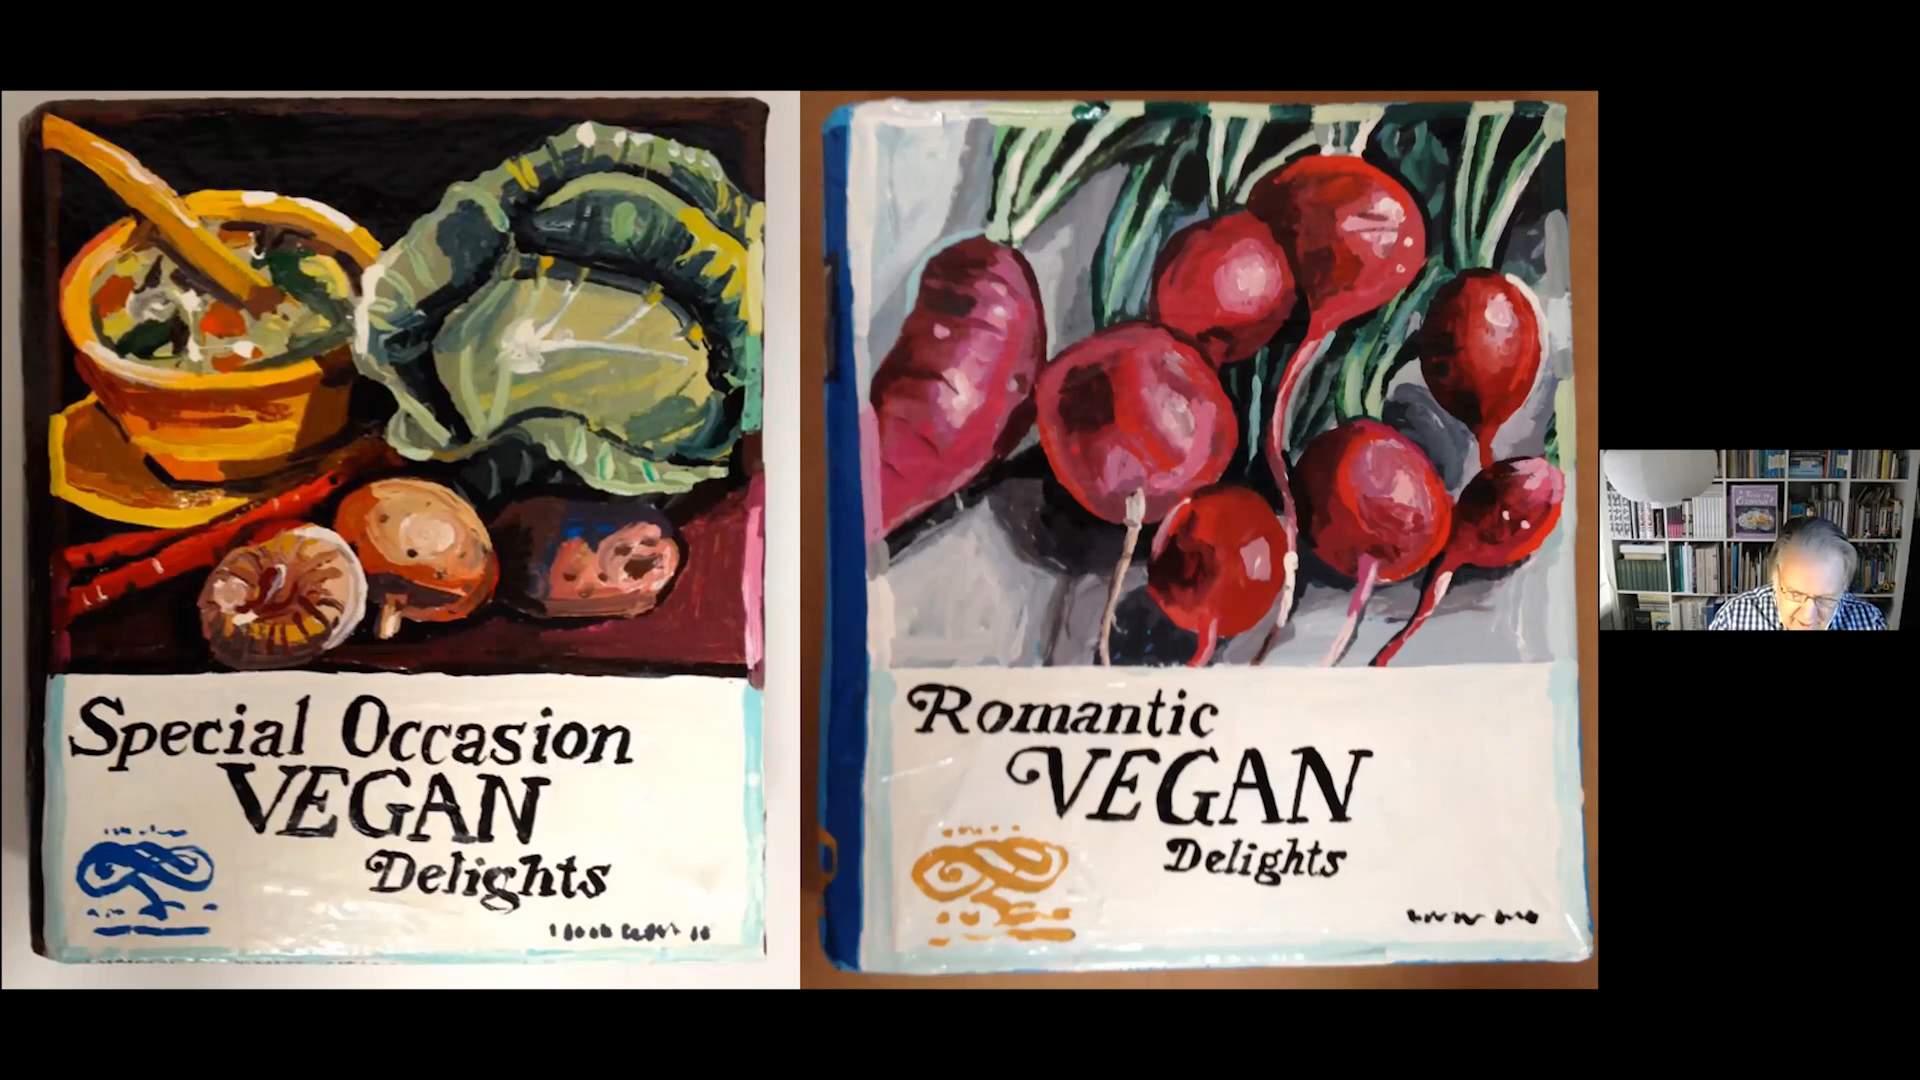 Special Occasion
VEGAN
Delights
Romantic
VEGAN
Delights